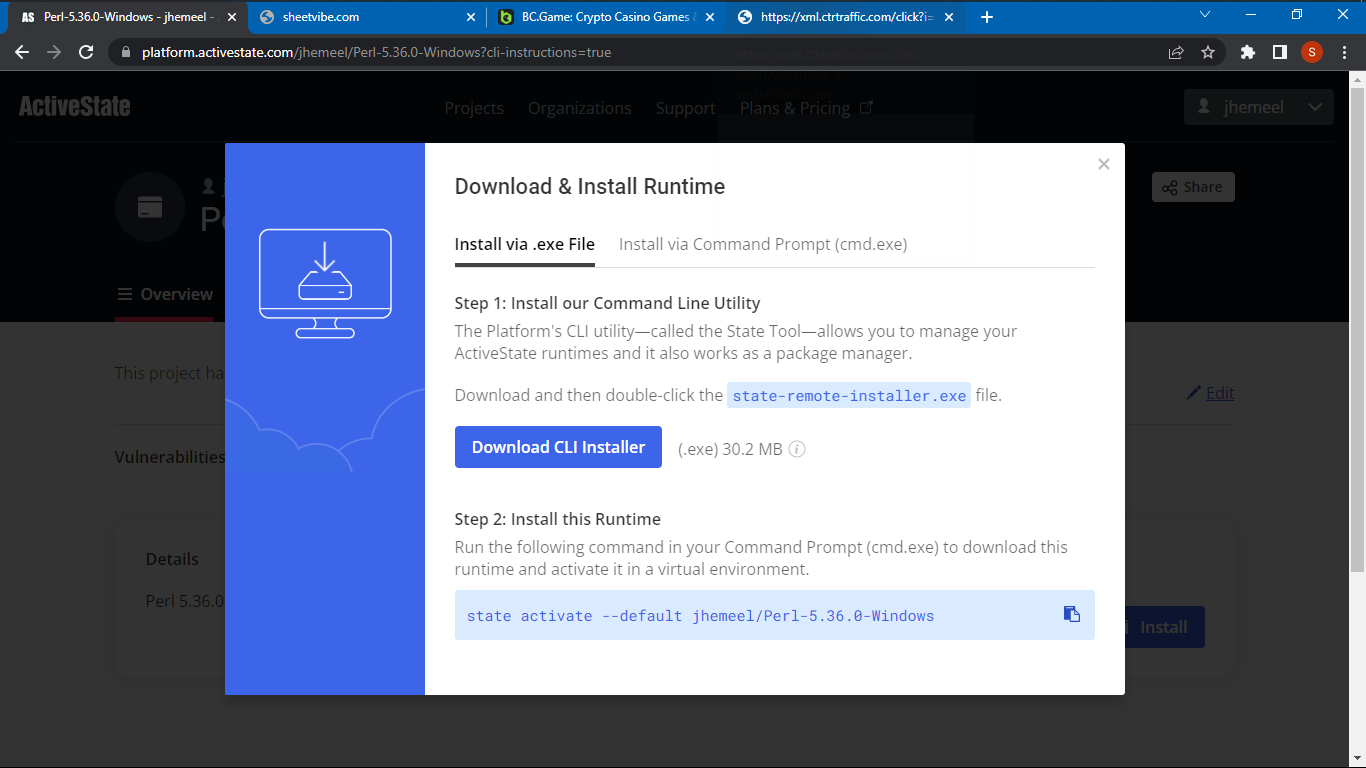 AS Perl-5.36.0-Windows - jhemeel -
sheetvibe.com
BC.Game: Crypto Casino Games &
https://xml.ctrtraffic.com/click?i=
platform.activestate.com/jhemeel/Perl-5.36.0-Windows?cli-instructions=true
S
ActiveState
Projects
Organizations
Support
Plans & Pricing
jhemeel
Share
Overview
This project ha
Edit
Vulnerabilities
Details
Perl 5.36.0
Install
Download & Install Runtime
Install via .exe File
Install via Command Prompt (cmd.exe)
Step 1: Install our Command Line Utility
The Platform's CLI utility—called the State Tool—allows you to manage your
ActiveState runtimes and it also works as a package manager.
Download and then double-click the state-remote-installer.exe file.
Download CLI Installer
(.exe) 30.2 MB
Step 2: Install this Runtime
Run the following command in your Command Prompt (cmd.exe) to download this
runtime and activate it in a virtual environment.
state activate --default jhemeel/Perl-5.36.0-Windows